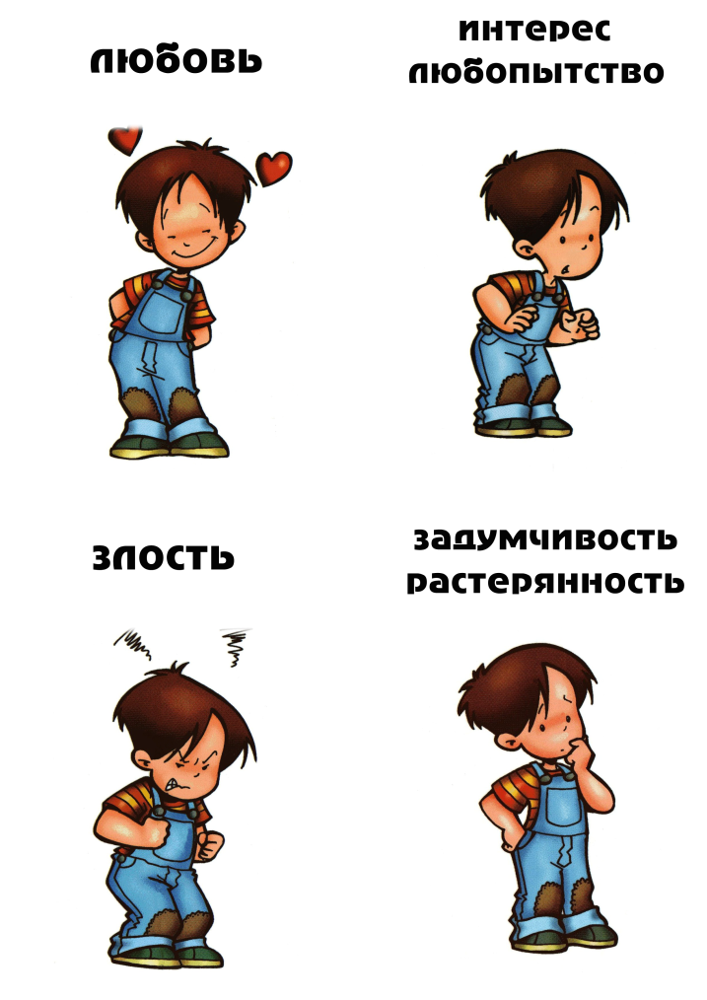 любовь
интерес
любопытство
злость
задумчивость
растерянность